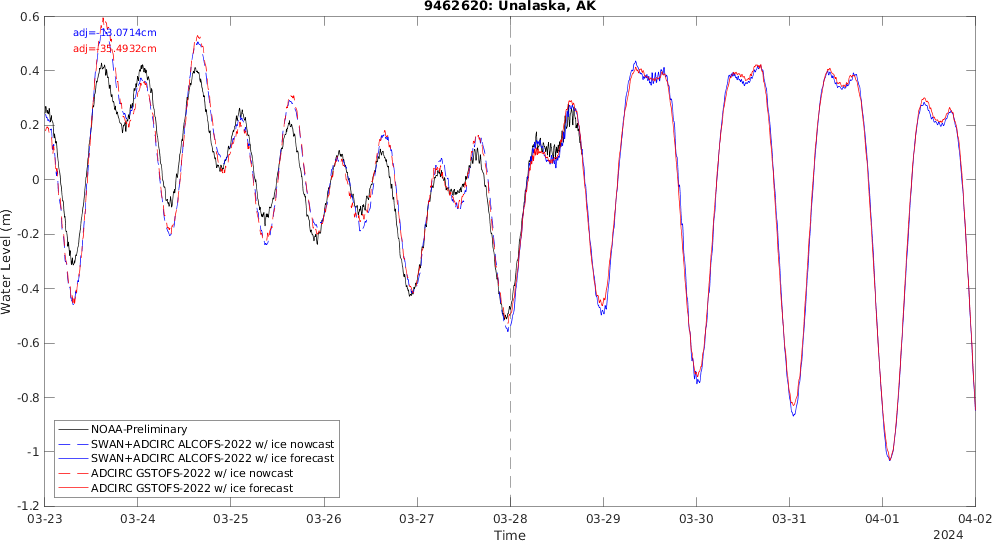 9462620: Unalaska, AK
adj=-13.0714cm
adj=-35.4932cm
Water Level (m)
0.6
0.4
0.2
0
-0.2
-0.4
-0.6
-0.8
-1
-1.2
NOAA-Preliminary
SWAN+ADCIRC ALCOFS-2022 w/ ice nowcast
SWAN+ADCIRC ALCOFS-2022 w/ ice forecast
ADCIRC GSTOFS-2022 w/ ice nowcast
ADCIRC GSTOFS-2022 w/ ice forecast
03-23 03-24 03-25 03-26 03-27 03-28 03-29 03-30 03-31 04-01 04-02
Time
2024